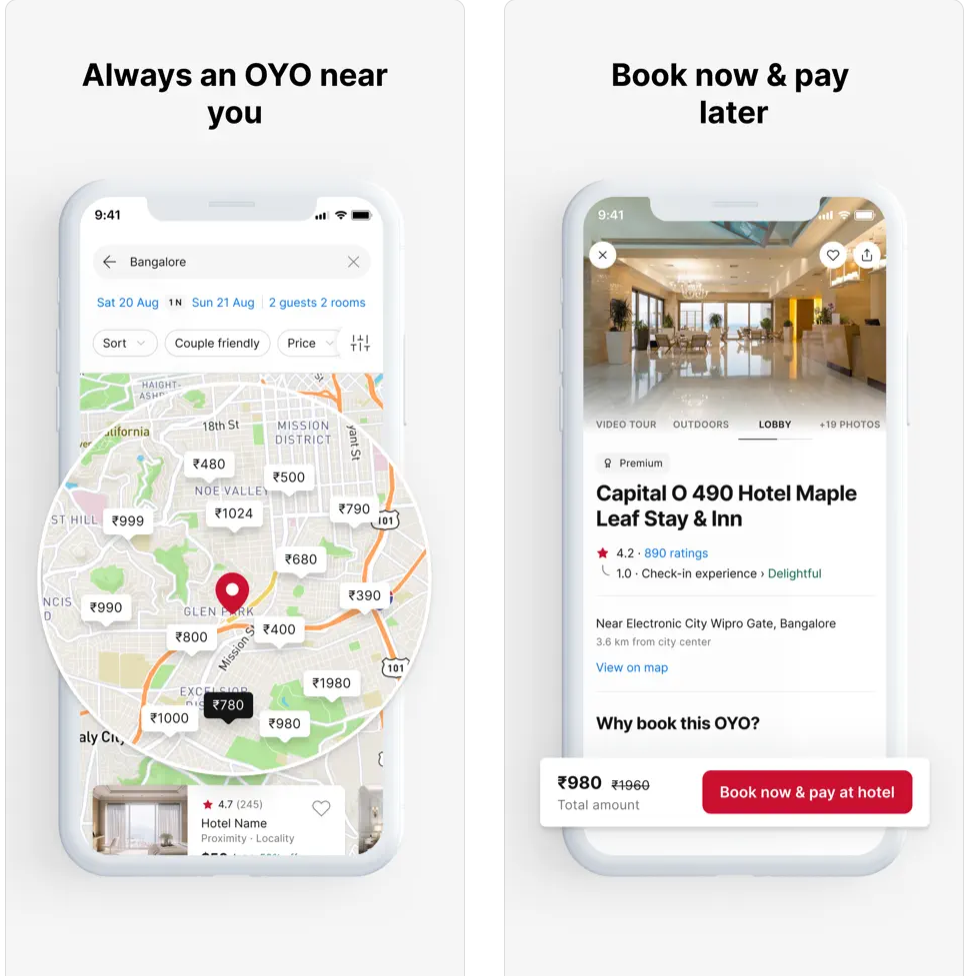 Always an OYO near
you
9:41
Bangalore
Sat 20 Aug 1 N Sun 21 Aug 2 guests 2 rooms
Sort Couple friendly Price
HAIGHT-
18th St
MISSION
DISTRICT
₹480
₹500
NOE VALLEY
₹999
₹1024
₹790
ST HILL
101
₹680
₹390
₹990
GLEN PARK
₹800
₹400
Mission St
101
₹1980
EXCELSIOR
₹780
₹1000
₹980
4.7 (245)
Hotel Name
Proximity · Locality
Book now & pay
later
9:41
VIDEO TOUR OUTDOORS LOBBY +19 PHOTOS
Premium
Capital O 490 Hotel Maple
Leaf Stay & Inn
4.2 · 890 ratings
1.0 · Check-in experience › Delightful
Near Electronic City Wipro Gate, Bangalore
3.6 km from city center
View on map
Why book this OYO?
₹980 ₹1960
Total amount
Book now & pay at hotel